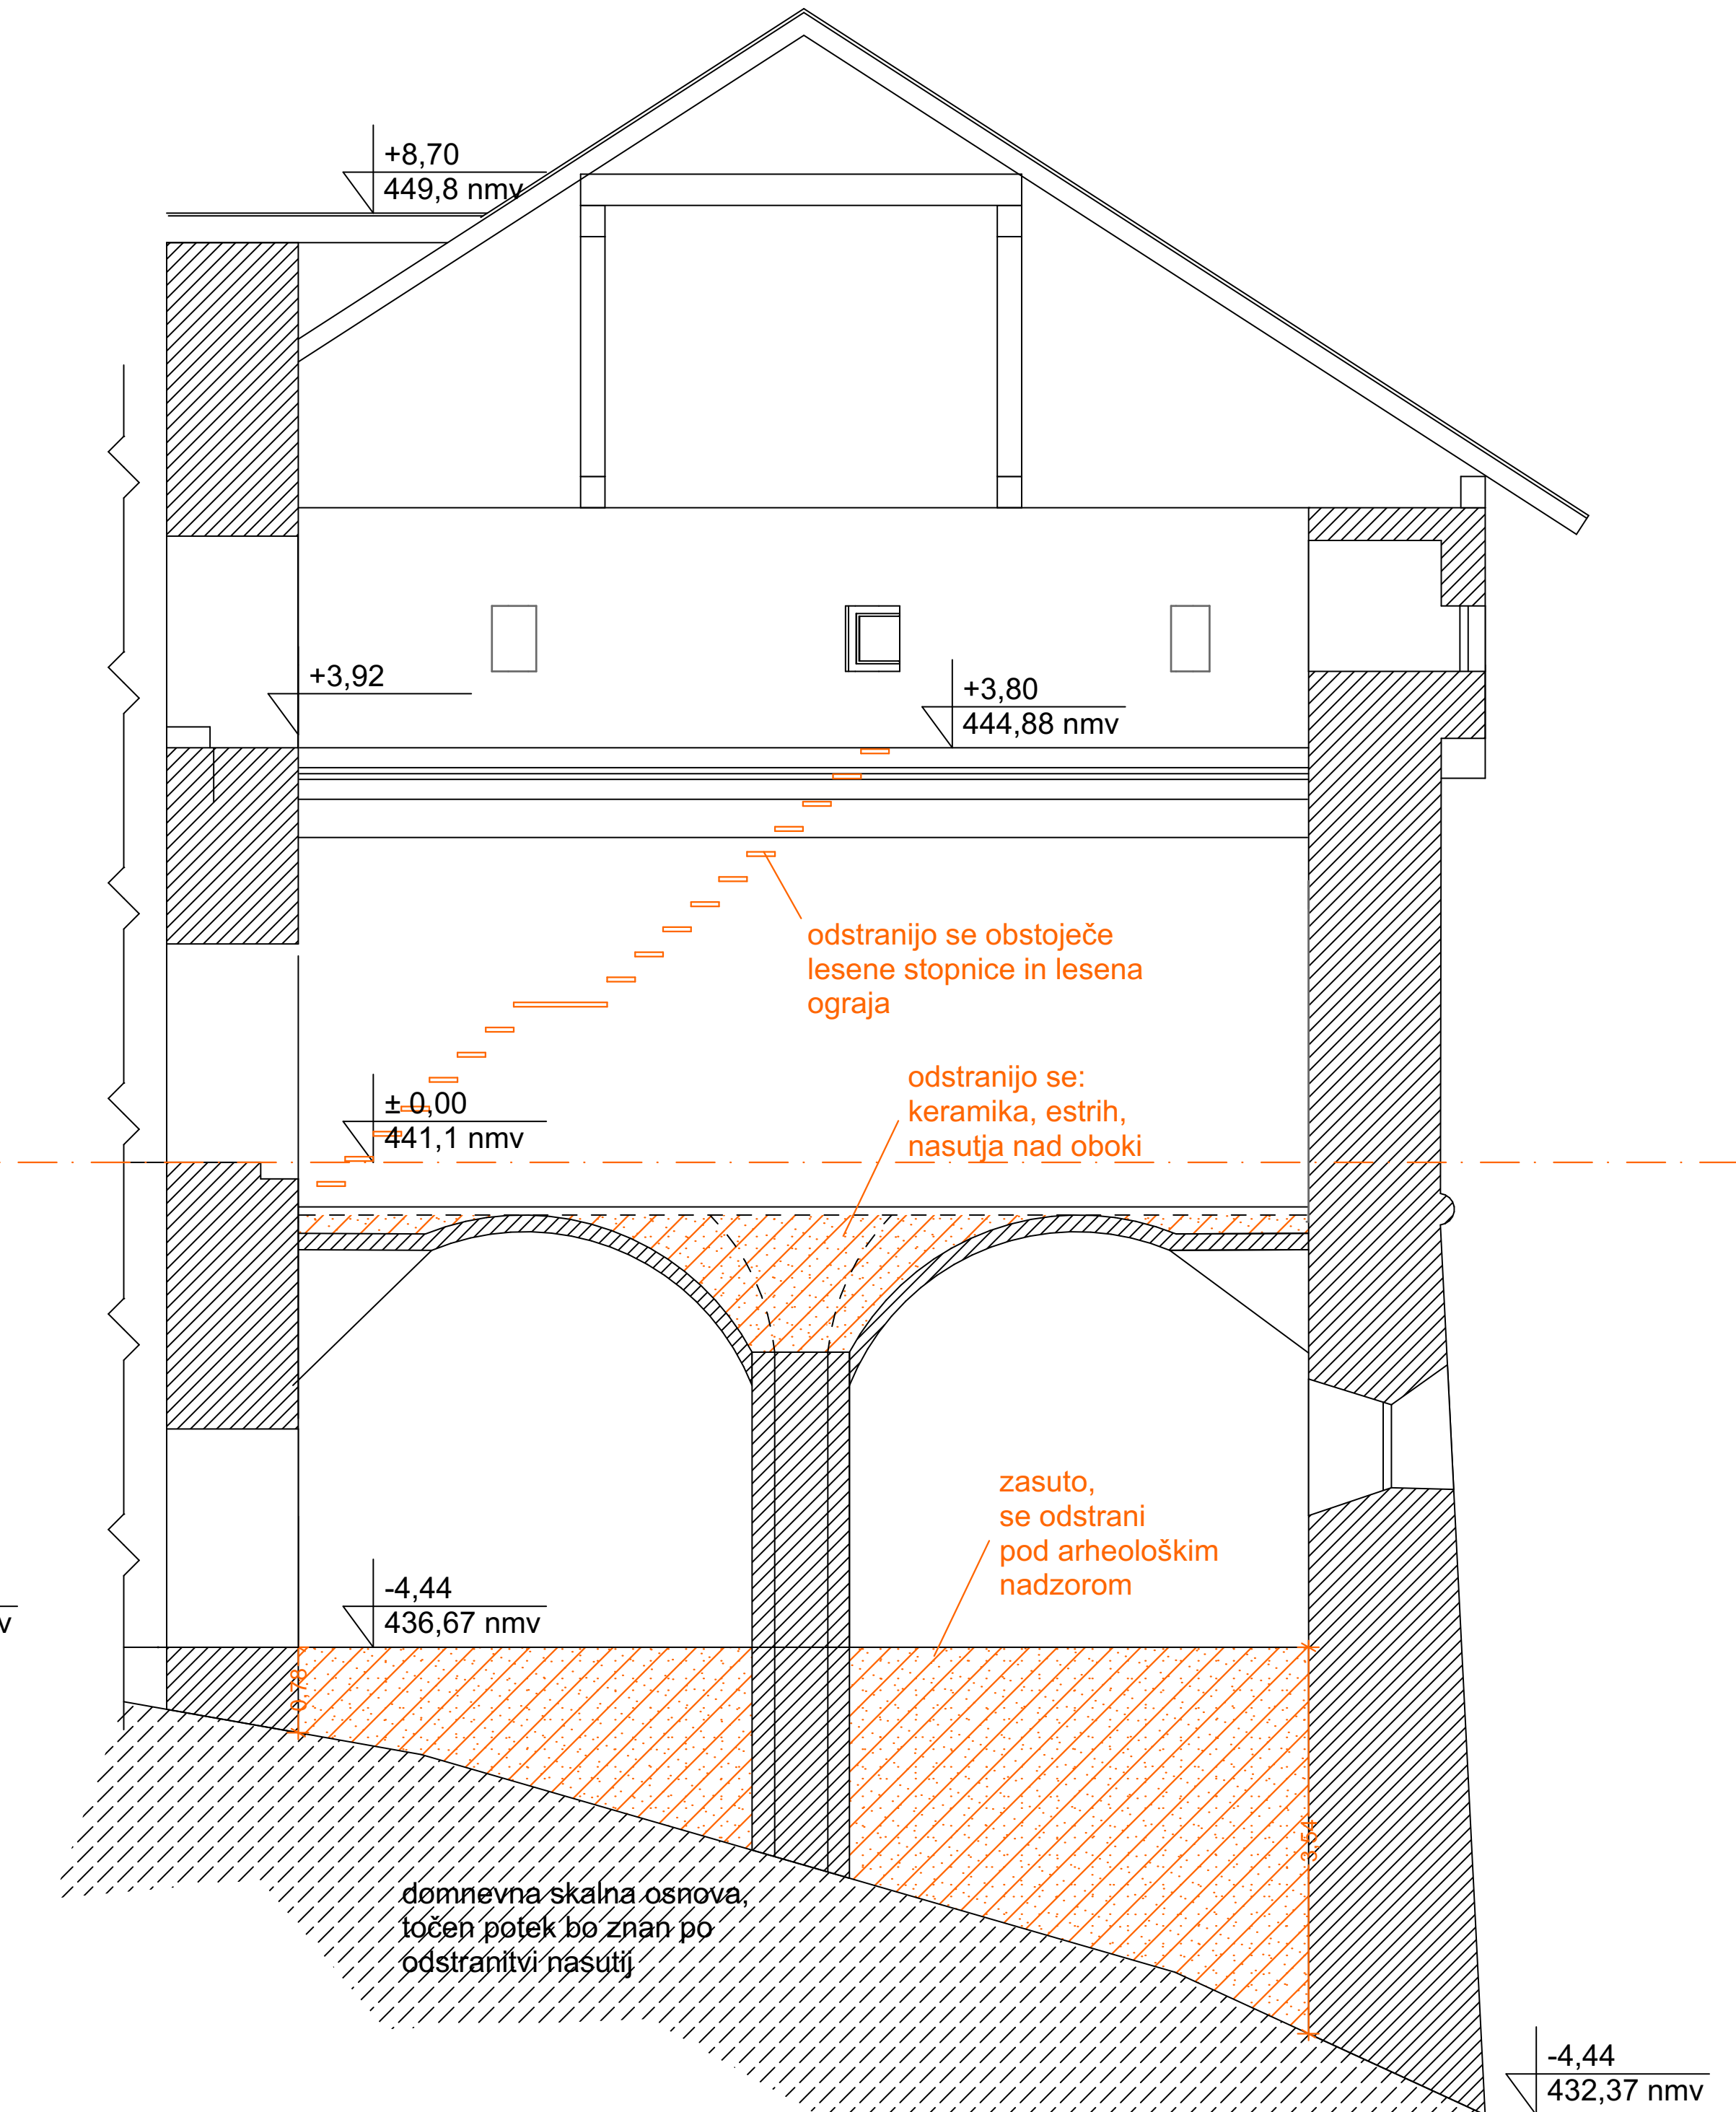 +8,70
449,8 nmv
+3,92
+3,80
444,88 nmv
odstranijo se obstoječe
lesene stopnice in lesena
ograja
odstranijo se:
keramika, estrih,
nasutja nad oboki
± 0,00
441,1 nmv
zasuto,
se odstrani
pod arheološkim
nadzorom
-4,44
436,67 nmv
v
0,78
3,54
domnevna skalna osnova,
točen potek bo znan po
odstranitvi nasutij
-4,44
432,37 nmv